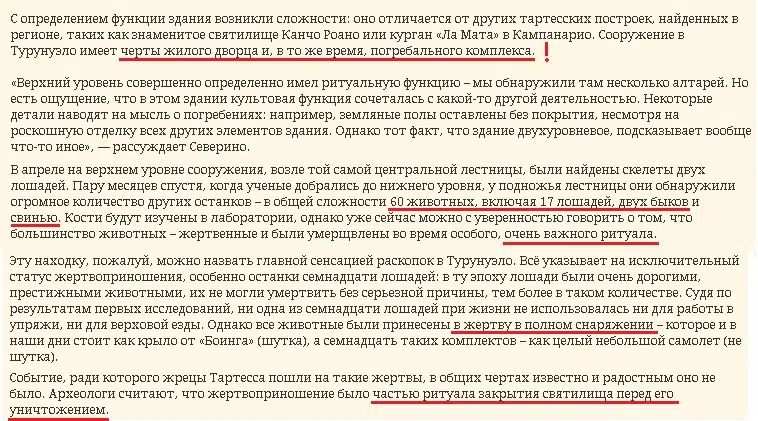 С определением функции здания возникли сложности: оно отличается от других тартесских построек, найденных в
регионе, таких как знаменитое святилище Канчо Роано или курган «Ла Мата» в Кампанарио. Сооружение в
Турунуэло имеет черты жилого дворца и, в то же время, погребального комплекса. !
«Верхний уровень совершенно определенно имел ритуальную функцию – мы обнаружили там несколько алтарей. Но
есть ощущение, что в этом здании культовая функция сочеталась с какой-то другой деятельностью. Некоторые
детали наводят на мысль о погребениях: например, земляные полы оставлены без покрытия, несмотря на
роскошную отделку всех других элементов здания. Однако тот факт, что здание двухуровневое, подсказывает вообще
что-то иное», — рассуждает Северино.
В апреле на верхнем уровне сооружения, возле той самой центральной лестницы, были найдены скелеты двух
лошадей. Пару месяцев спустя, когда ученые добрались до нижнего уровня, у подножья лестницы они обнаружили
огромное количество других останков – в общей сложности 60 животных, включая 17 лошадей, двух быков и
свинью. Кости будут изучены в лаборатории, однако уже сейчас можно с уверенностью говорить о том, что
большинство животных – жертвенные и были умерщвлены во время особого, очень важного ритуала.
Эту находку, пожалуй, можно назвать главной сенсацией раскопок в Турунуэло. Всё указывает на исключительный
статус жертвоприношения, особенно останки семнадцати лошадей: в ту эпоху лошади были очень дорогими,
престижными животными, их не могли умертвить без серьезной причины, тем более в таком количестве. Судя по
результатам первых исследований, ни одна из семнадцати лошадей при жизни не использовалась ни для работы в
упряжи, ни для верховой езды. Однако все животные были принесены в жертву в полном снаряжении – которое и в
наши дни стоит как крыло от «Боинга» (шутка), а семнадцать таких комплектов – как целый небольшой самолет (не
шутка).
Событие, ради которого жрецы Тартесса пошли на такие жертвы, в общих чертах известно и радостным оно не
было. Археологи считают, что жертвоприношение было частью ритуала закрытия святилища перед его
уничтожением.